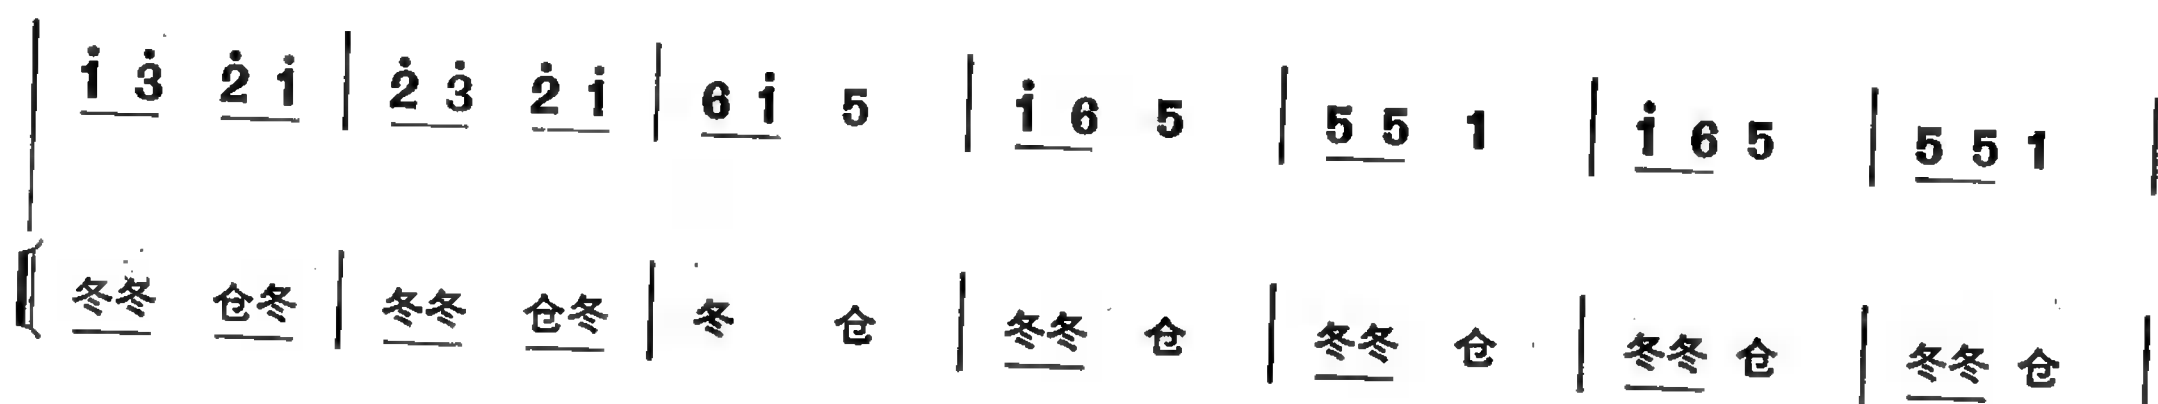 | i̇ 3̇ 2̇ i̇ | 2̇ 3̇ 2̇ i̇ | 6 i̇ 5 | i̇ 6 5 | 5 5 1 | i̇ 6 5 | 5 5 1 |
冬冬 仓冬 | 冬冬 仓冬 | 冬 仓 | 冬冬 仓 | 冬冬 仓 | 冬冬 仓 | 冬冬 仓 |